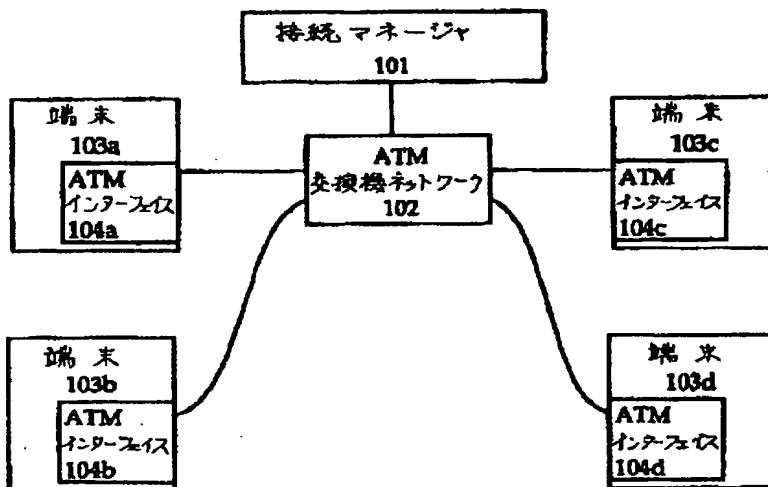 接続マネージャ
101
端末
103a
ATM
インターフェイス
104a
ATM
交換機ネットワーク
102
端末
103c
ATM
インターフェイス
104c
端末
103b
ATM
インターフェイス
104b
端末
103d
ATM
インターフェイス
104d